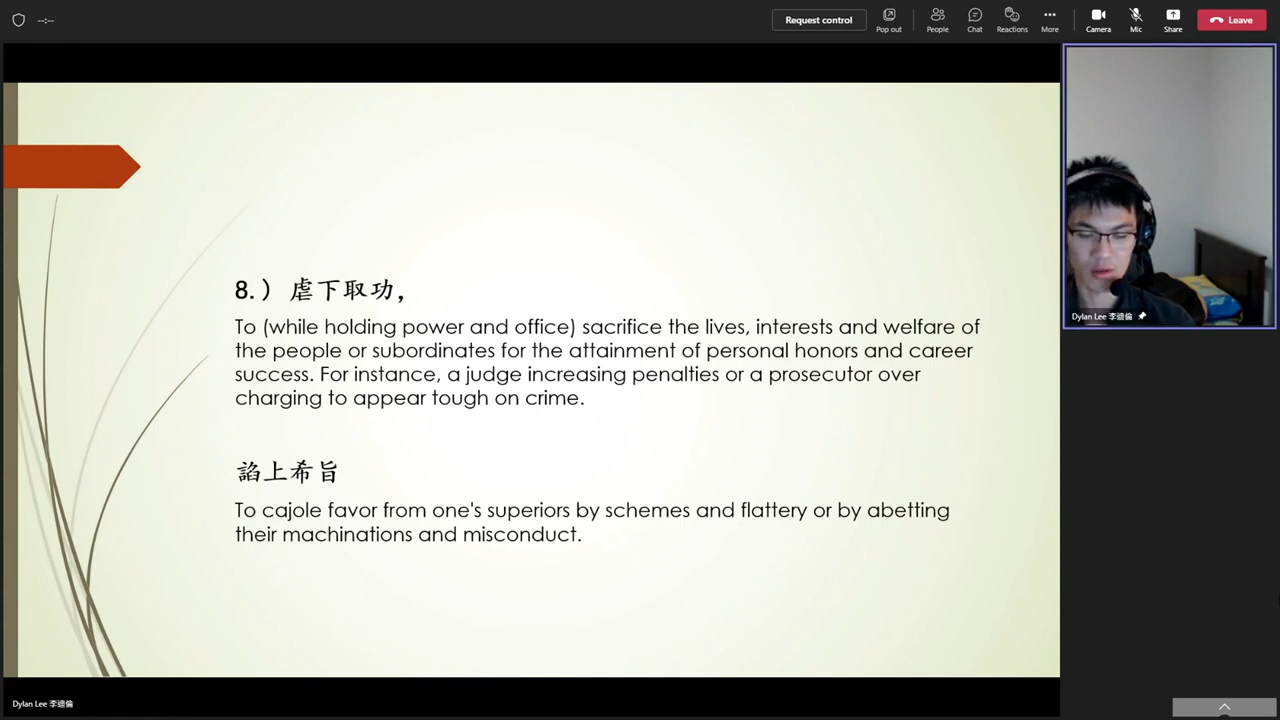 --:--
Request control
Pop out
People
Chat
Reactions
More
Camera
Mic
Share
Leave
8.）虐下取功，
To (while holding power and office) sacrifice the lives, interests and welfare of
the people or subordinates for the attainment of personal honors and career
success. For instance, a judge increasing penalties or a prosecutor over
charging to appear tough on crime.
諂上希旨
To cajole favor from one's superiors by schemes and flattery or by abetting
their machinations and misconduct.
Dylan Lee 李迪倫
Dylan Lee 李迪倫